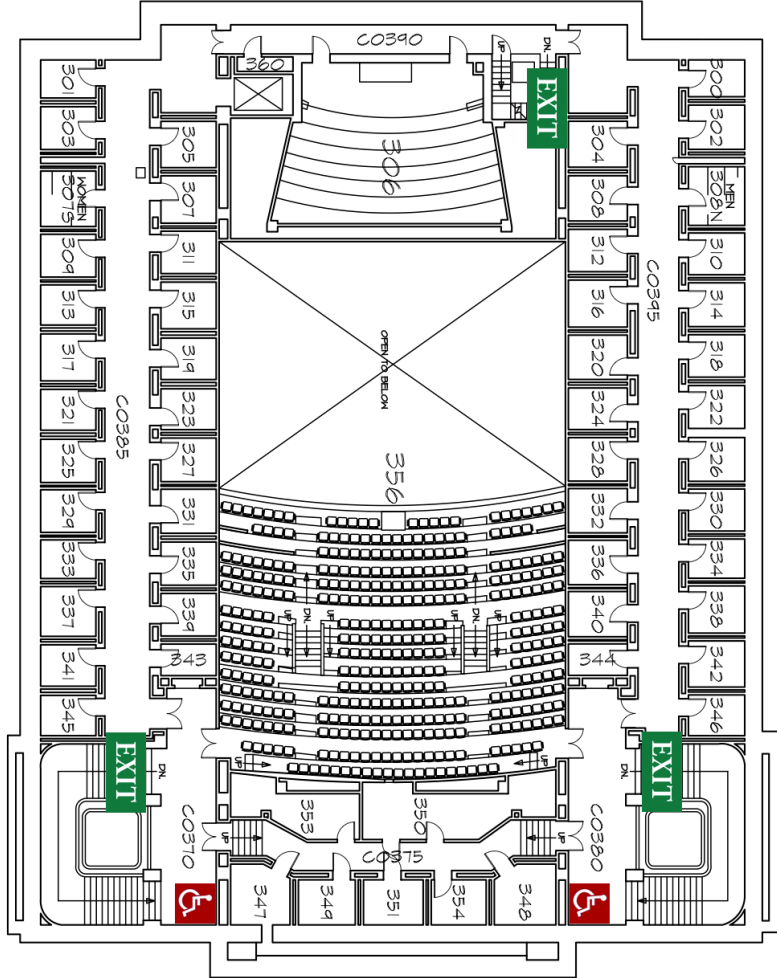 C0390
UP
DN.
360
EXIT
301
300
303
302
305
304
306
WOMEN
307S
MEN
308N
307
308
309
310
311
312
C0395
313
314
315
316
317
318
319
320
OPEN TO BELOW
321
322
323
324
C0385
325
326
327
328
356
329
330
331
332
333
334
335
336
337
338
339
340
UP
DN.
UP
UP
DN.
UP
341
342
343
344
345
346
EXIT
DN.
UP
UP
DN.
EXIT
353
350
C0370
UP
C0375
UP
C0380
347
349
351
354
348